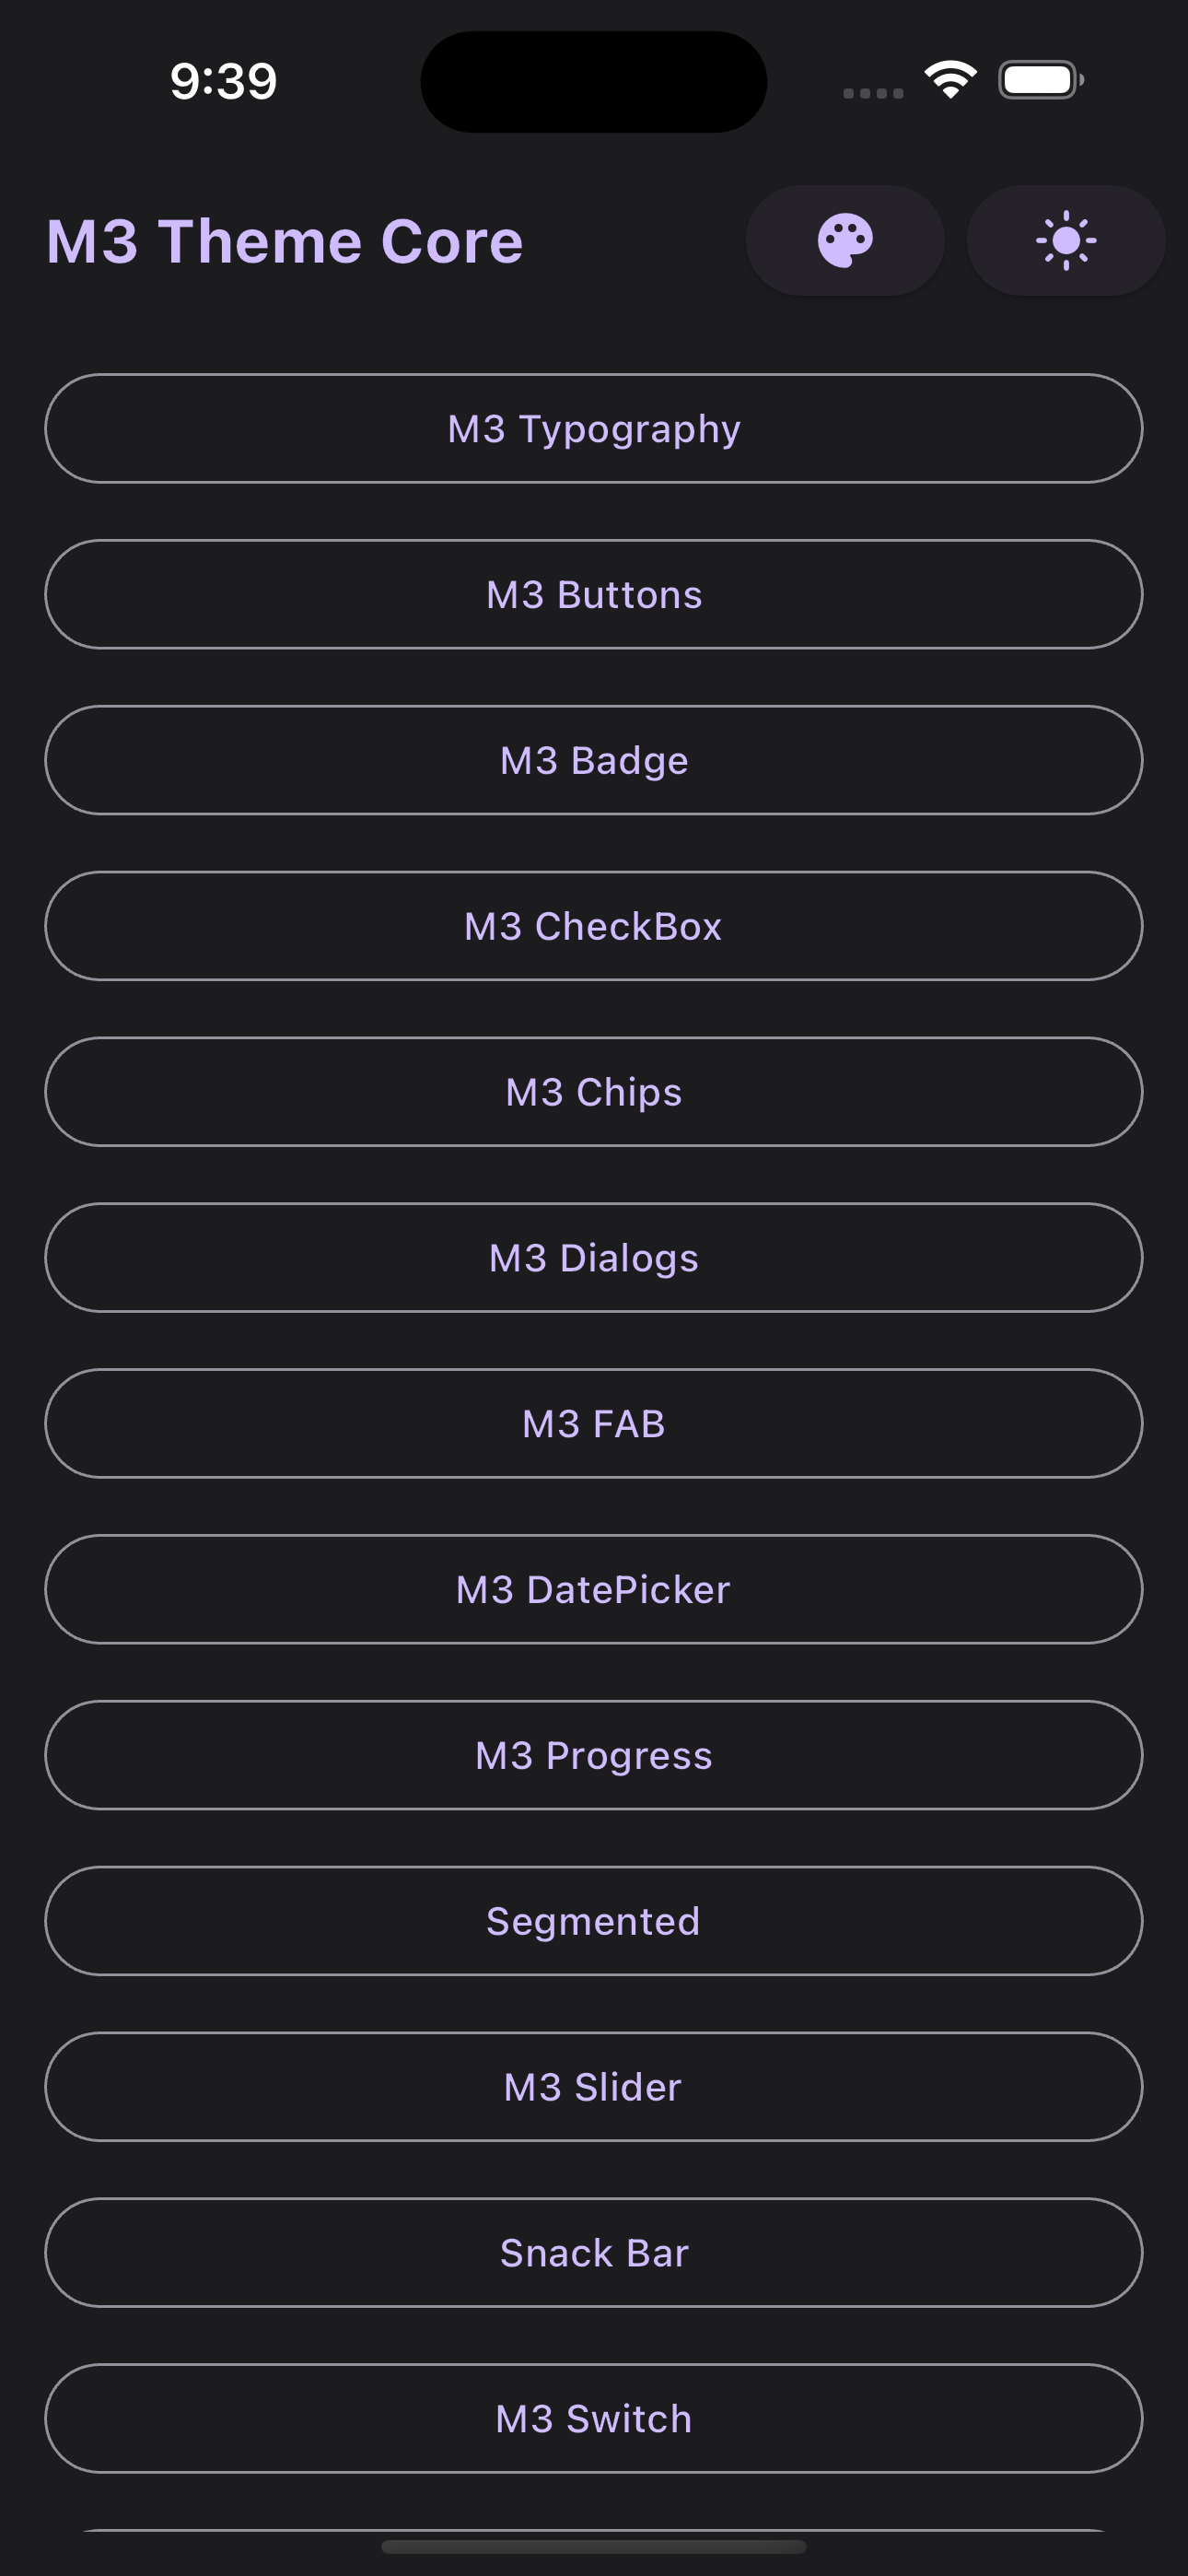 9:39
M3 Theme Core
M3 Typography
M3 Buttons
M3 Badge
M3 CheckBox
M3 Chips
M3 Dialogs
M3 FAB
M3 DatePicker
M3 Progress
Segmented
M3 Slider
Snack Bar
M3 Switch